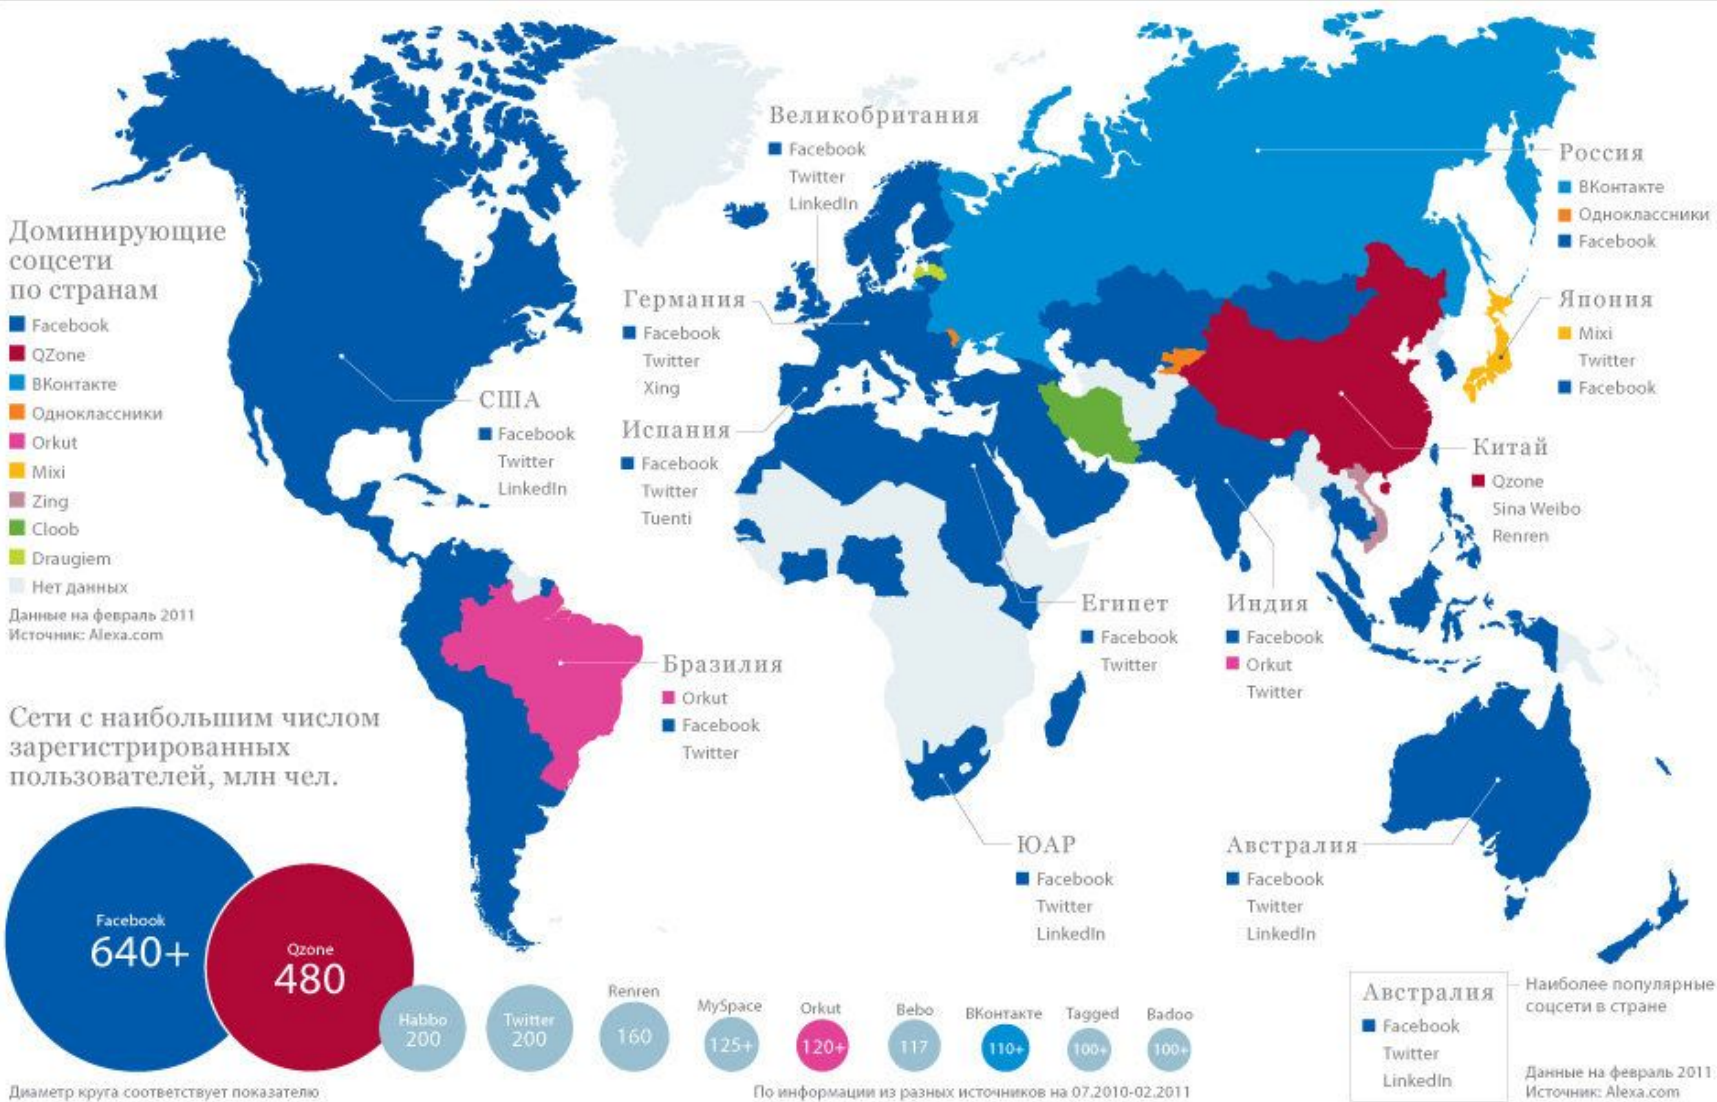 Великобритания
Facebook
Twitter
LinkedIn
Россия
ВКонтакте
Одноклассники
Facebook
Доминирующие
соцсети
по странам
Facebook
QZone
ВКонтакте
Одноклассники
Orkut
Mixi
Zing
Cloob
Draugiem
Нет данных
Данные на февраль 2011
Источник: Alexa.com
Германия
Facebook
Twitter
Xing
Япония
Mixi
Twitter
Facebook
США
Facebook
Twitter
LinkedIn
Испания
Facebook
Twitter
Tuenti
Китай
Qzone
Sina Weibo
Renren
Египет
Facebook
Twitter
Индия
Facebook
Orkut
Twitter
Бразилия
Orkut
Facebook
Twitter
Сети с наибольшим числом
зарегистрированных
пользователей, млн чел.
ЮАР
Facebook
Twitter
LinkedIn
Австралия
Facebook
Twitter
LinkedIn
Facebook
640+
Qzone
480
Habbo
200
Twitter
200
Renren
160
MySpace
125+
Orkut
120+
Bebo
117
ВКонтакте
110+
Tagged
100+
Badoo
100+
Австралия
Facebook
Twitter
LinkedIn
Наиболее популярные
соцсети в стране
Диаметр круга соответствует показателю
По информации из разных источников на 07.2010-02.2011
Данные на февраль 2011
Источник: Alexa.com